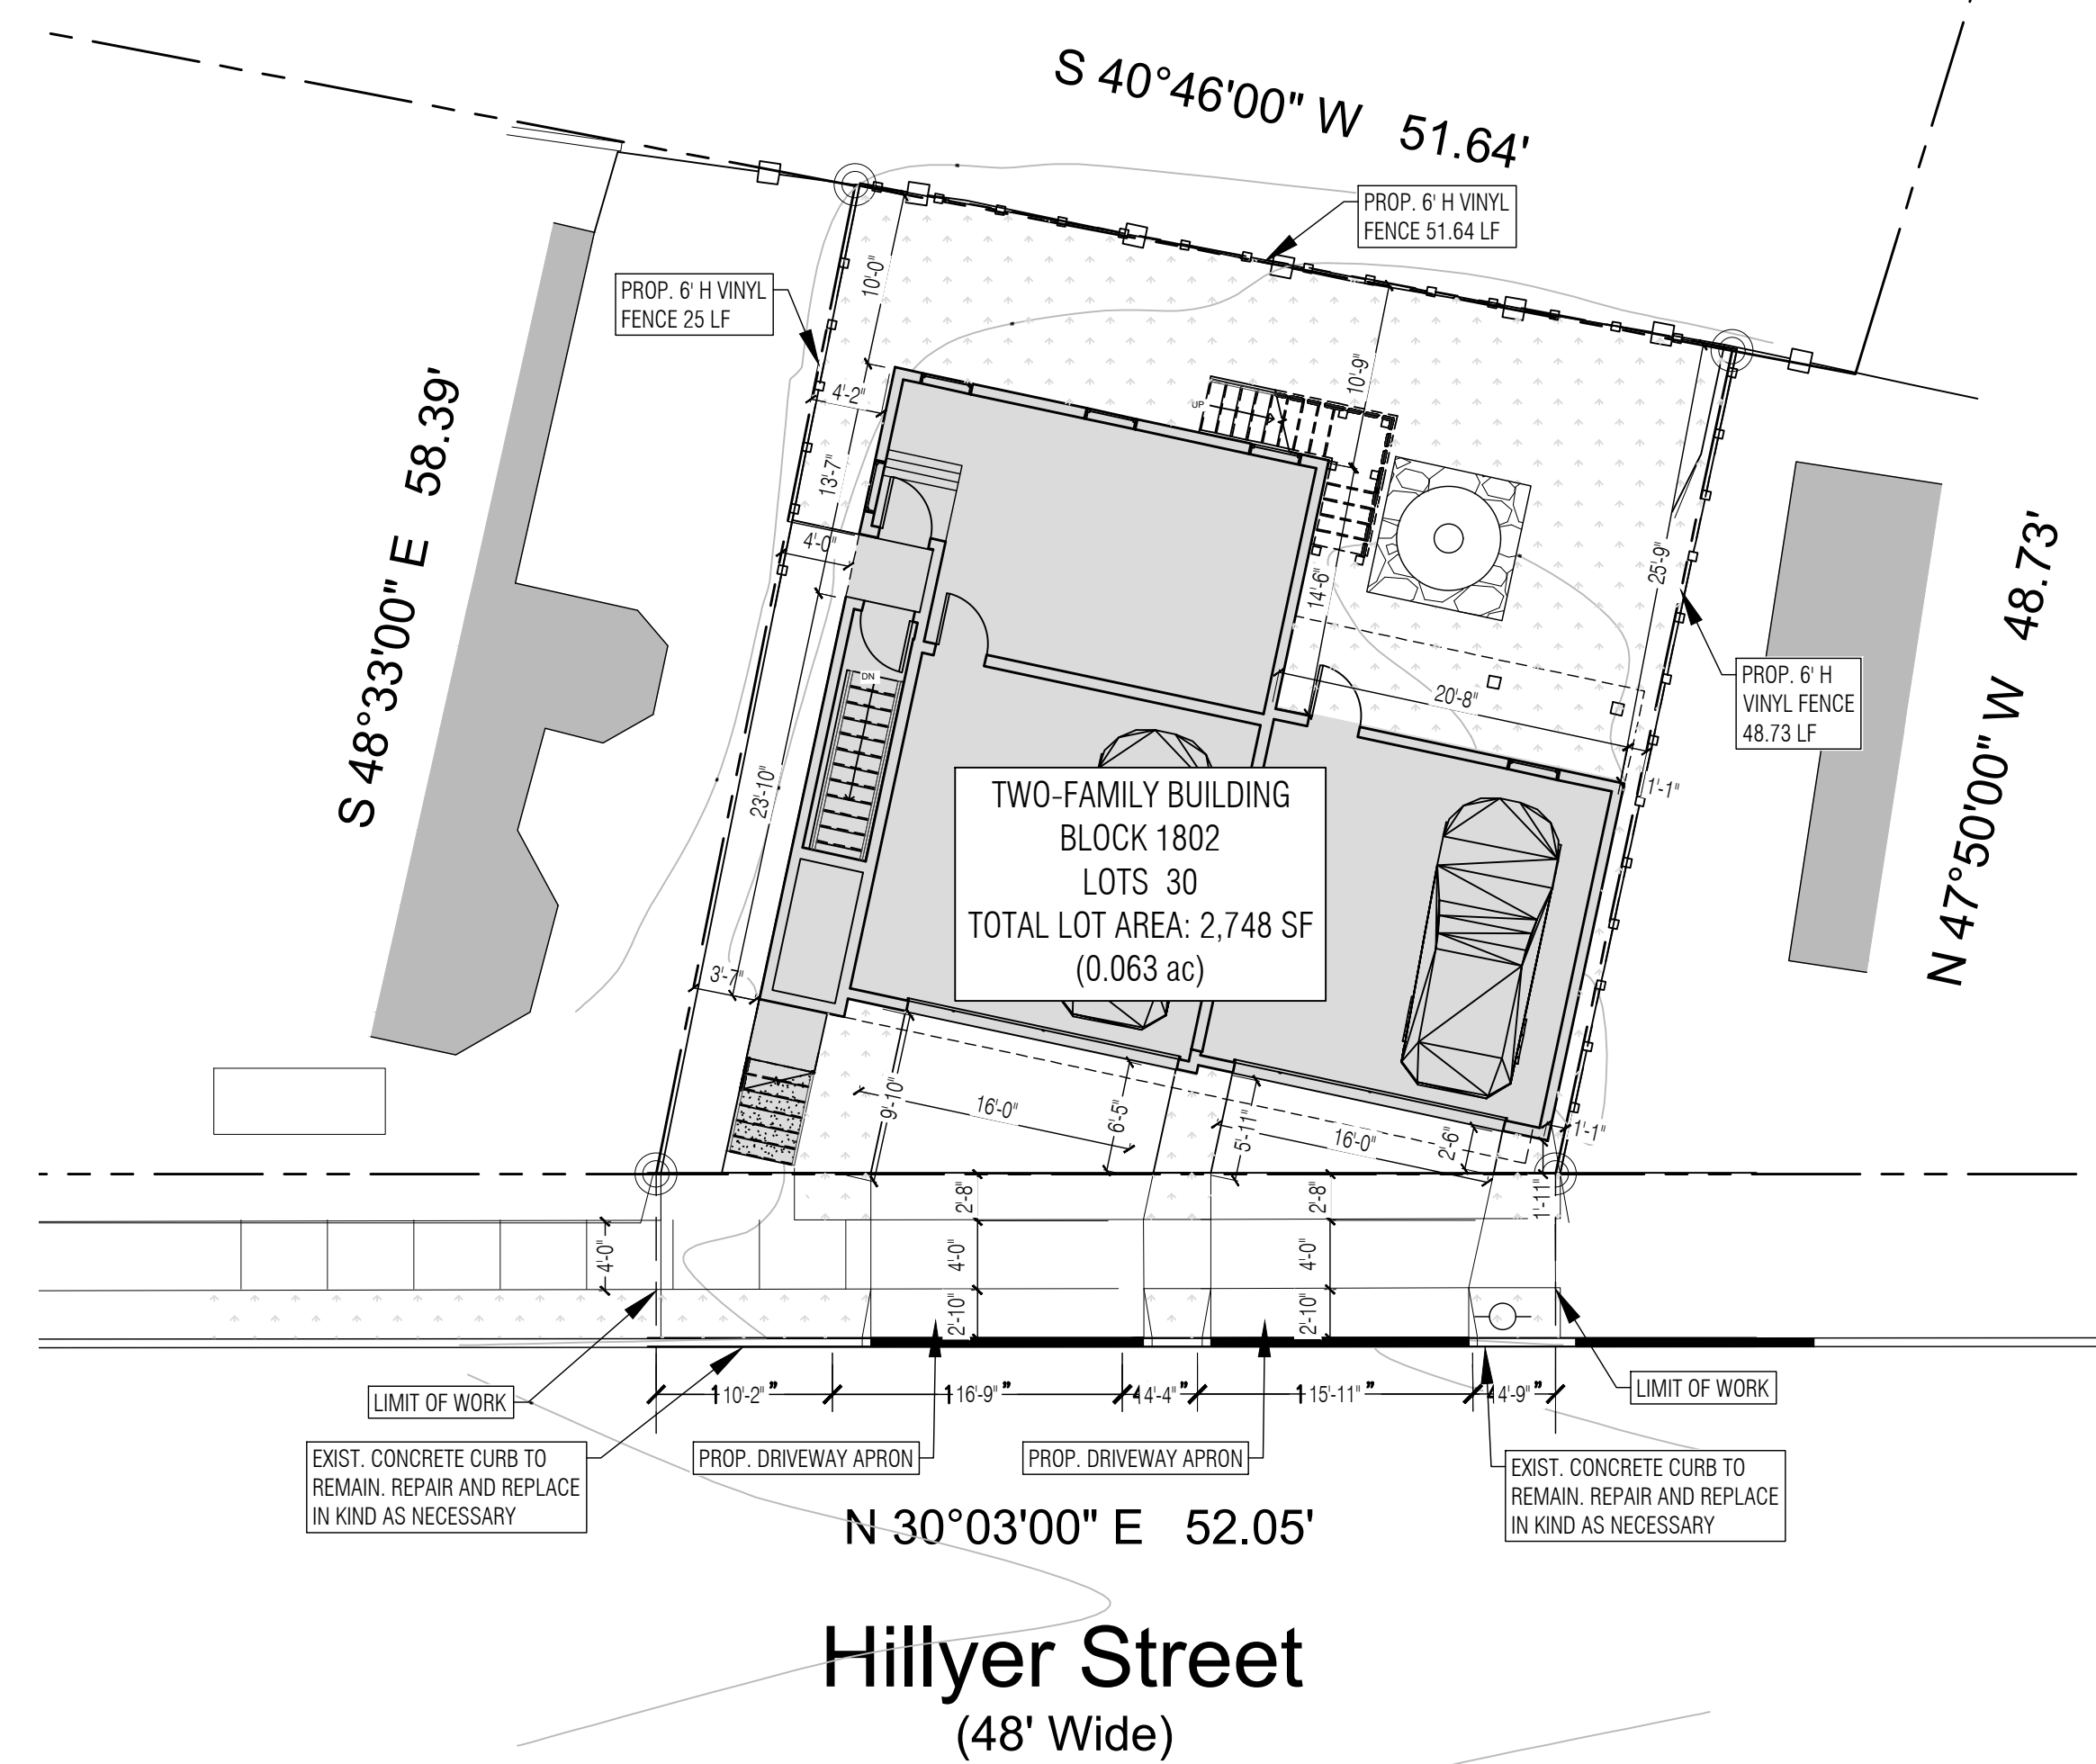 S 40°46'00" W 51.64'
PROP. 6' H VINYL
FENCE 51.64 LF
PROP. 6' H VINYL
FENCE 25 LF
10'-0"
4'-2"
10'-9"
UP
S 48°33'00" E 58.39'
13'-7"
4'-0"
14'-6"
25'-9"
N 47°50'00" W 48.73'
PROP. 6' H
VINYL FENCE
48.73 LF
DN
20'-8"
23'-10"
1'-1"
TWO-FAMILY BUILDING
BLOCK 1802
LOTS 30
TOTAL LOT AREA: 2,748 SF
(0.063 ac)
3'-7"
9'-10"
16'-0"
6'-5"
5'-11"
16'-0"
2'-6"
1'-1"
2'-8"
2'-8"
1'-11"
4'-0"
4'-0"
4'-0"
2'-10"
2'-10"
10'-2"
16'-9"
4'-4"
15'-11"
4'-9"
LIMIT OF WORK
LIMIT OF WORK
EXIST. CONCRETE CURB TO
REMAIN. REPAIR AND REPLACE
IN KIND AS NECESSARY
PROP. DRIVEWAY APRON
PROP. DRIVEWAY APRON
EXIST. CONCRETE CURB TO
REMAIN. REPAIR AND REPLACE
IN KIND AS NECESSARY
N 30°03'00" E 52.05'
Hillyer Street
(48' Wide)